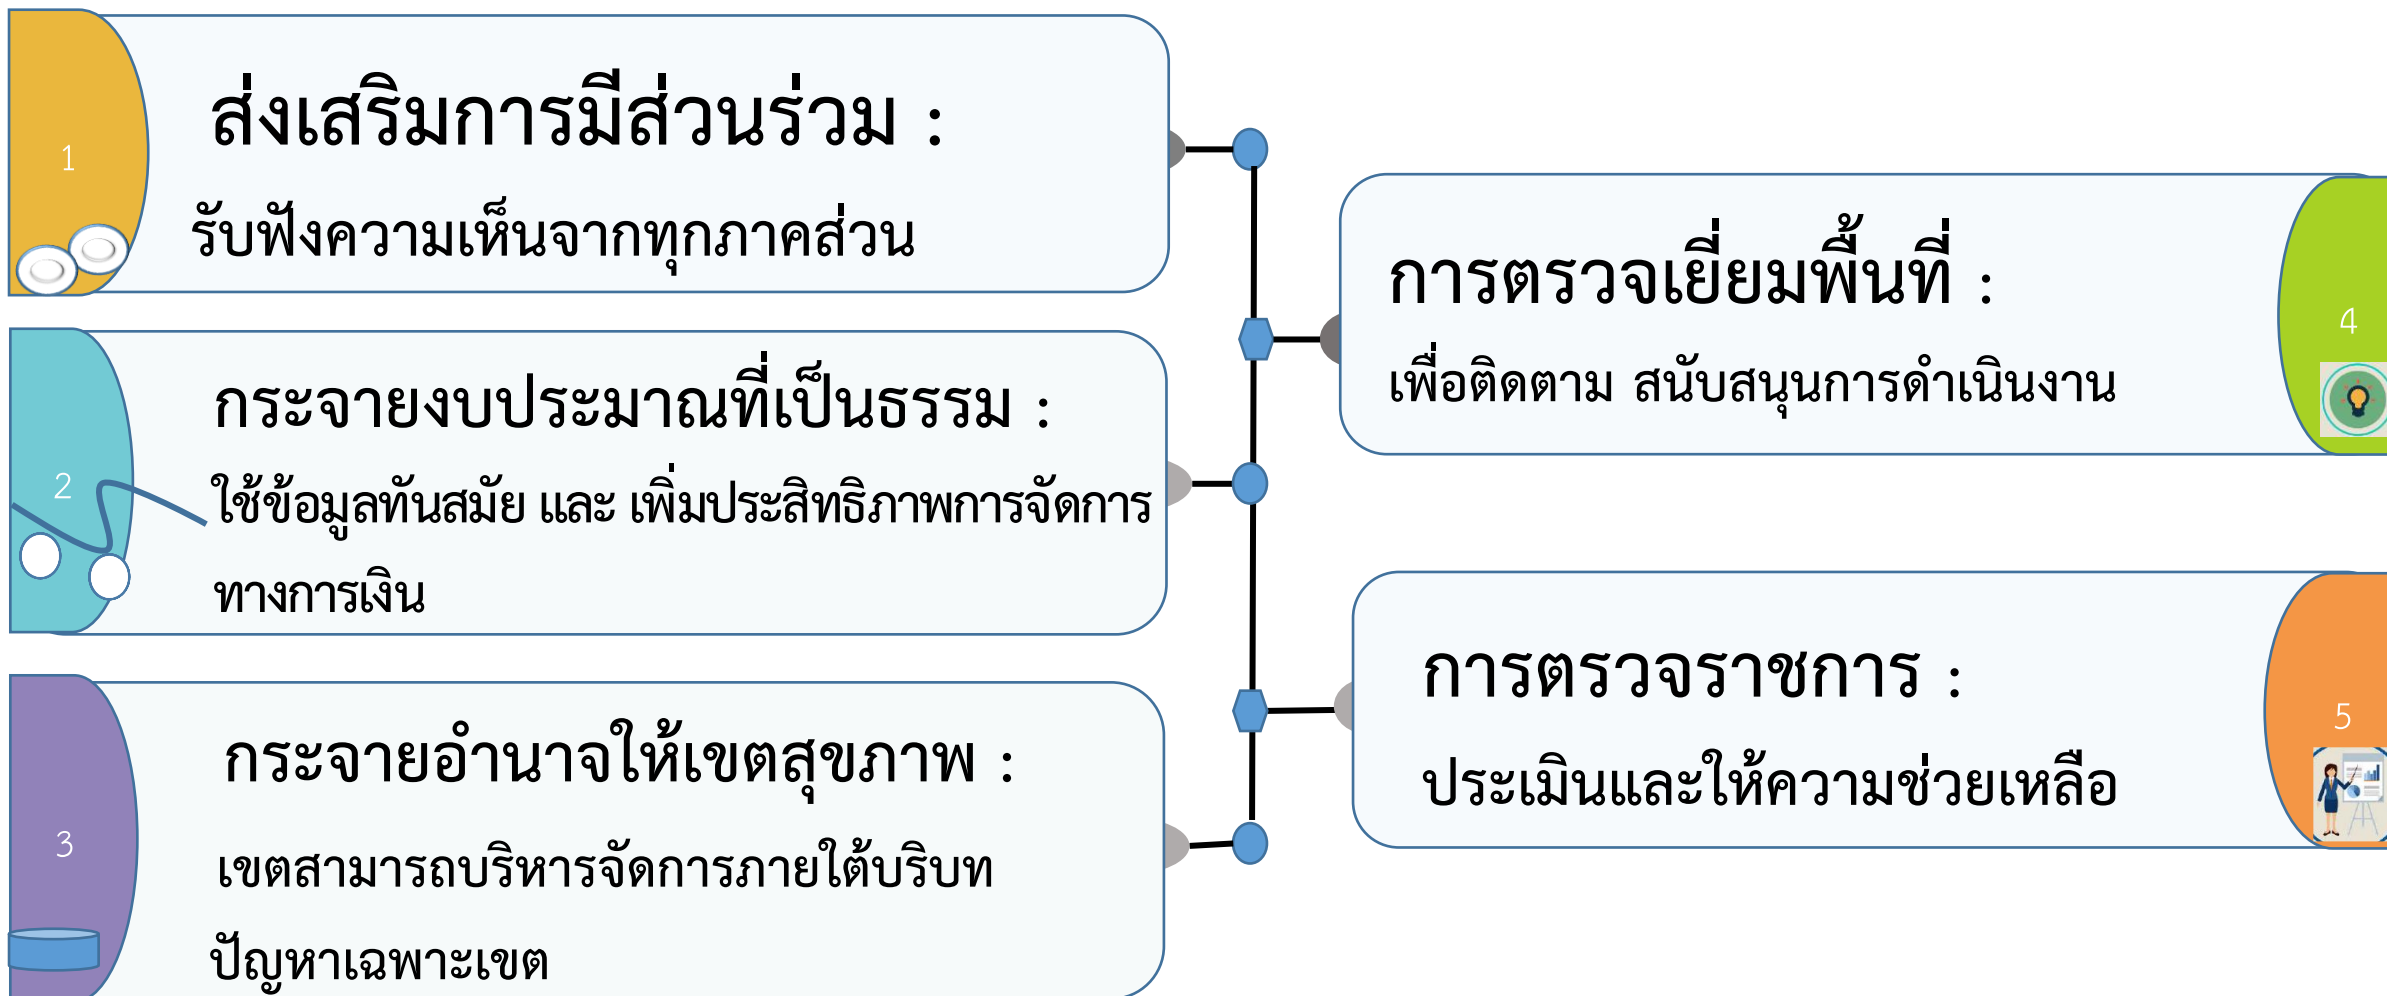 1
ส่งเสริมการมีส่วนร่วม :
รับฟังความเห็นจากทุกภาคส่วน
2
กระจายงบประมาณที่เป็นธรรม :
ใช้ข้อมูลทันสมัย และ เพิ่มประสิทธิภาพการจัดการ
ทางการเงิน
3
กระจายอำนาจให้เขตสุขภาพ :
เขตสามารถบริหารจัดการภายใต้บริบท
ปัญหาเฉพาะเขต
4
การตรวจเยี่ยมพื้นที่ :
เพื่อติดตาม สนับสนุนการดำเนินงาน
5
การตรวจราชการ :
ประเมินและให้ความช่วยเหลือ